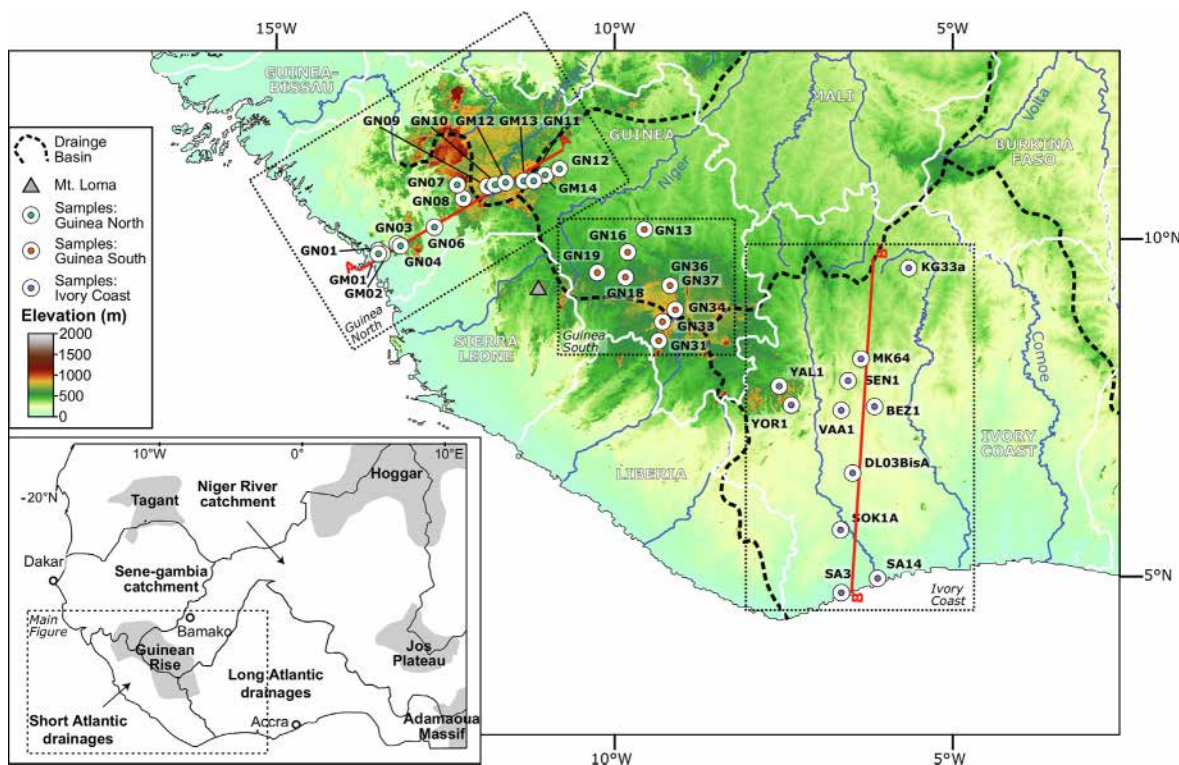 15°W
10°W
5°W
GUINEA-
BISSAU
MALI
Volta
BURKINA
FASO
GUINEA
Niger
GN09
GN10
GM12
GM13
GN11
A'
GN12
GM14
GN07
GN08
GN03
GN06
GN04
GN01
A
GM01
GM02
Guinea
North
Drainge
Basin
Mt. Loma
Samples:
Guinea North
Samples:
Guinea South
Samples:
Ivory Coast
Elevation (m)
2000
1500
1000
500
0
GN16
GN13
GN19
GN18
GN36
GN37
GN34
GN33
GN31
Guinea
South
SIERRA
LEONE
10°N
B'
KG33a
MK64
SEN1
YAL1
YOR1
VAA1
BEZ1
Comoe
IVORY
COAST
LIBERIA
DL03BisA
SOK1A
SA14
SA3
B
Ivory
Coast
5°N
10°W
5°W
10°W
0°
10°E
-20°N
Tagant
Niger River
catchment
Hoggar
Dakar
Sene-gambia
catchment
Main
Figure
Bamako
Guinean
Rise
Jos
Plateau
Long Atlantic
drainages
Short Atlantic
drainages
Accra
Adamaoua
Massif